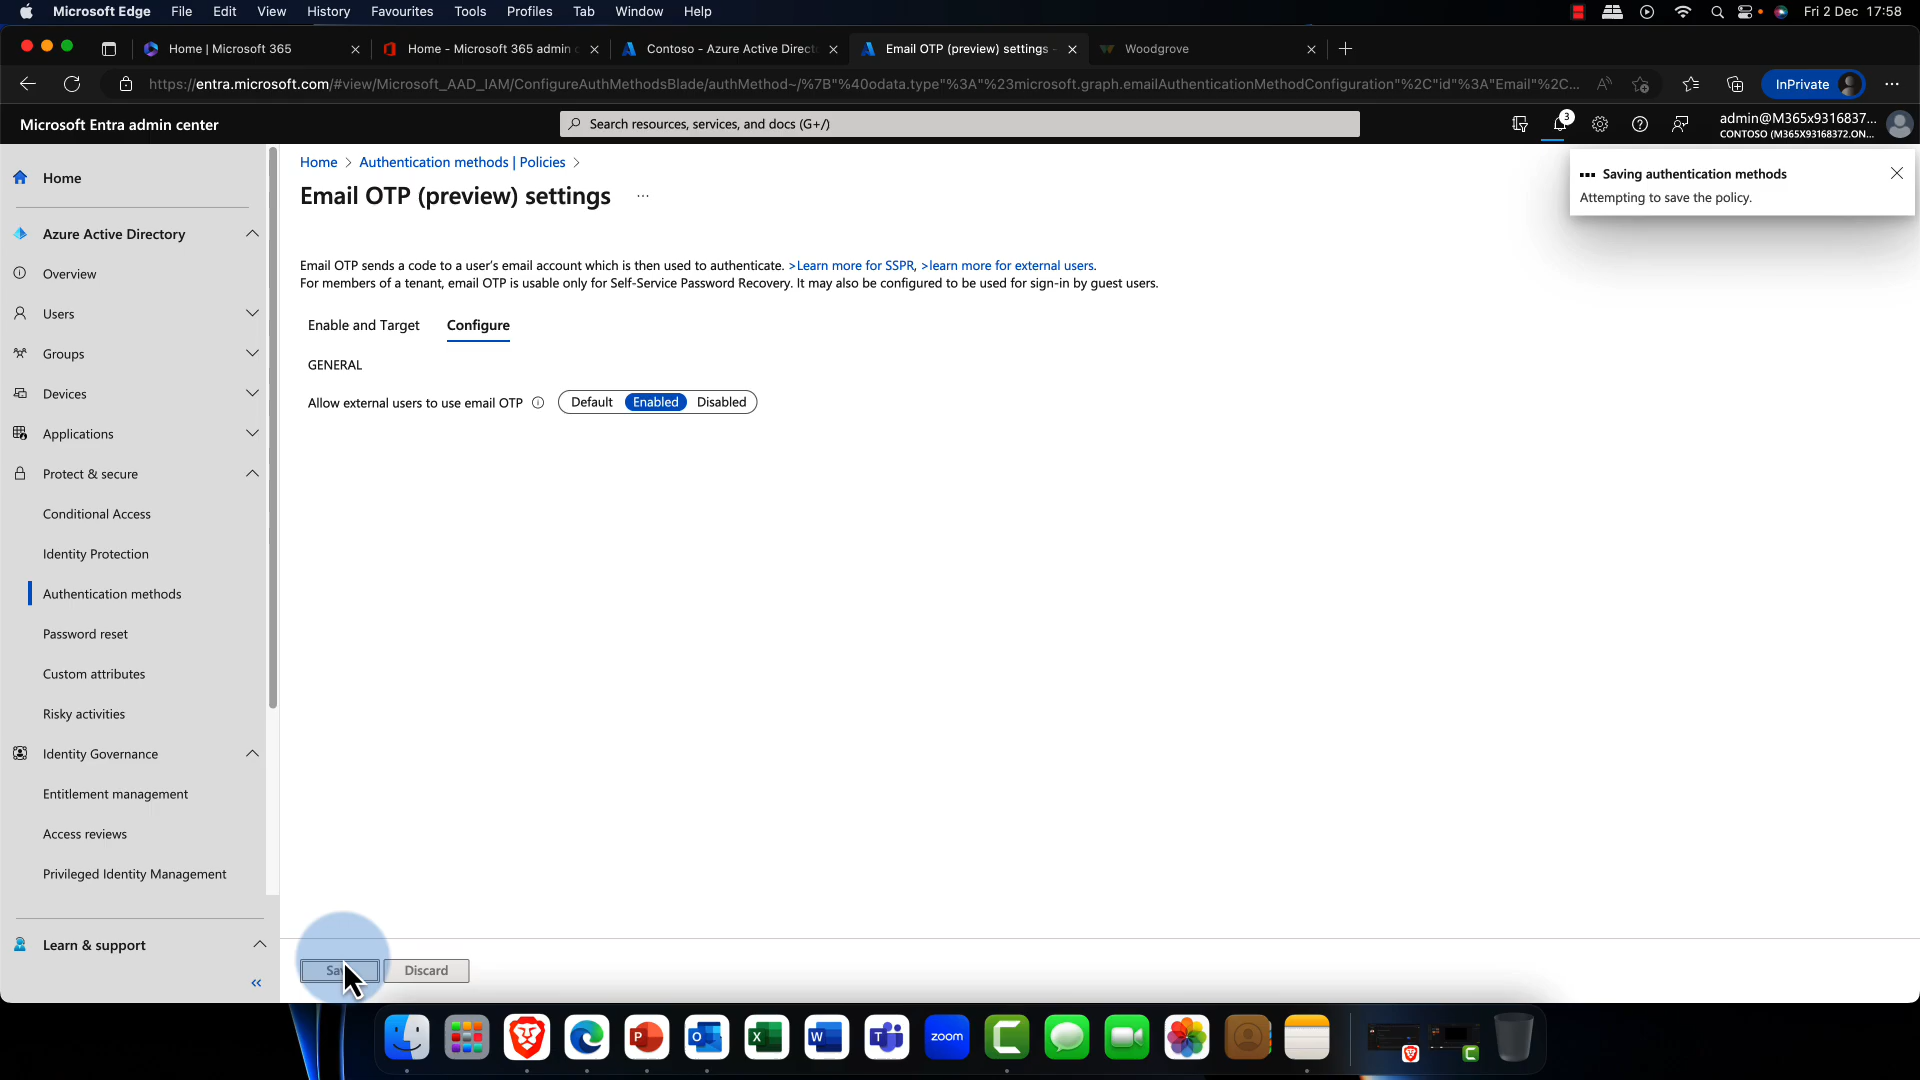 Microsoft Edge File Edit View History Favourites Tools Profiles Tab Window Help
Fri 2 Dec 17:58
Home | Microsoft 365
Home - Microsoft 365 admin c
Contoso - Azure Active Direct
Email OTP (preview) settings -
Woodgrove
https://entra.microsoft.com/#view/Microsoft_AAD_IAM/ConfigureAuthMethodsBlade/authMethod~/%7B"%40odata.type"%3A"%23microsoft.graph.emailAuthenticationMethodConfiguration"%2C"id"%3A"Email"%2C...
InPrivate
Microsoft Entra admin center
Search resources, services, and docs (G+/)
3
admin@M365x9316837...
CONTOSO (M365X93168372.ON...
Home
Azure Active Directory
Overview
Users
Groups
Devices
Applications
Protect & secure
Conditional Access
Identity Protection
Authentication methods
Password reset
Custom attributes
Risky activities
Identity Governance
Entitlement management
Access reviews
Privileged Identity Management
Learn & support
Home > Authentication methods | Policies >
Email OTP (preview) settings ...
Email OTP sends a code to a user's email account which is then used to authenticate. >Learn more for SSPR, >learn more for external users.
For members of a tenant, email OTP is usable only for Self-Service Password Recovery. It may also be configured to be used for sign-in by guest users.
Enable and Target Configure
GENERAL
Allow external users to use email OTP Default Enabled Disabled
Saving authentication methods
Attempting to save the policy.
Discard
zoom